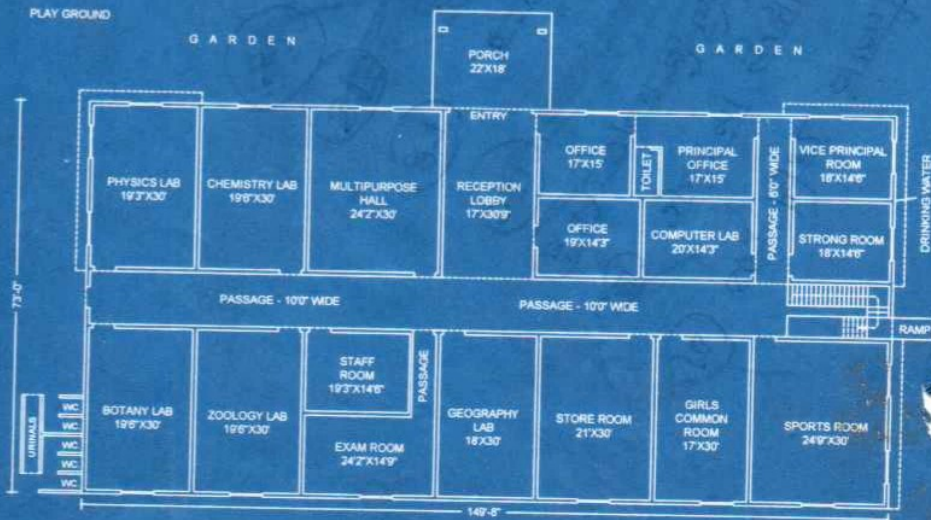 PLAY GROUND
GARDEN
GARDEN
PORCH
22'X18'
ENTRY
PHYSICS LAB
19'3"X30'
CHEMISTRY LAB
19'6"X30'
MULTIPURPOSE
HALL
24'2"X30'
RECEPTION
LOBBY
17'X30'9"
OFFICE
17'X15'
TOILET
PRINCIPAL
OFFICE
17'X15'
PASSAGE - 6'0" WIDE
VICE PRINCIPAL
ROOM
18'X14'6"
DRINKING WATER
OFFICE
19'X14'3"
COMPUTER LAB
20'X14'3"
STRONG ROOM
18'X14'6"
73'-0"
PASSAGE - 10'0" WIDE
PASSAGE - 10'0" WIDE
RAMP
STAFF
ROOM
19'3"X14'6"
PASSAGE
BOTANY LAB
19'6"X30'
ZOOLOGY LAB
19'6"X30'
EXAM ROOM
24'2"X14'9"
GEOGRAPHY
LAB
18'X30'
STORE ROOM
21'X30'
GIRLS
COMMON
ROOM
17'X30'
SPORTS ROOM
24'9"X30'
URINALS
WC
WC
WC
WC
WC
149'-8"